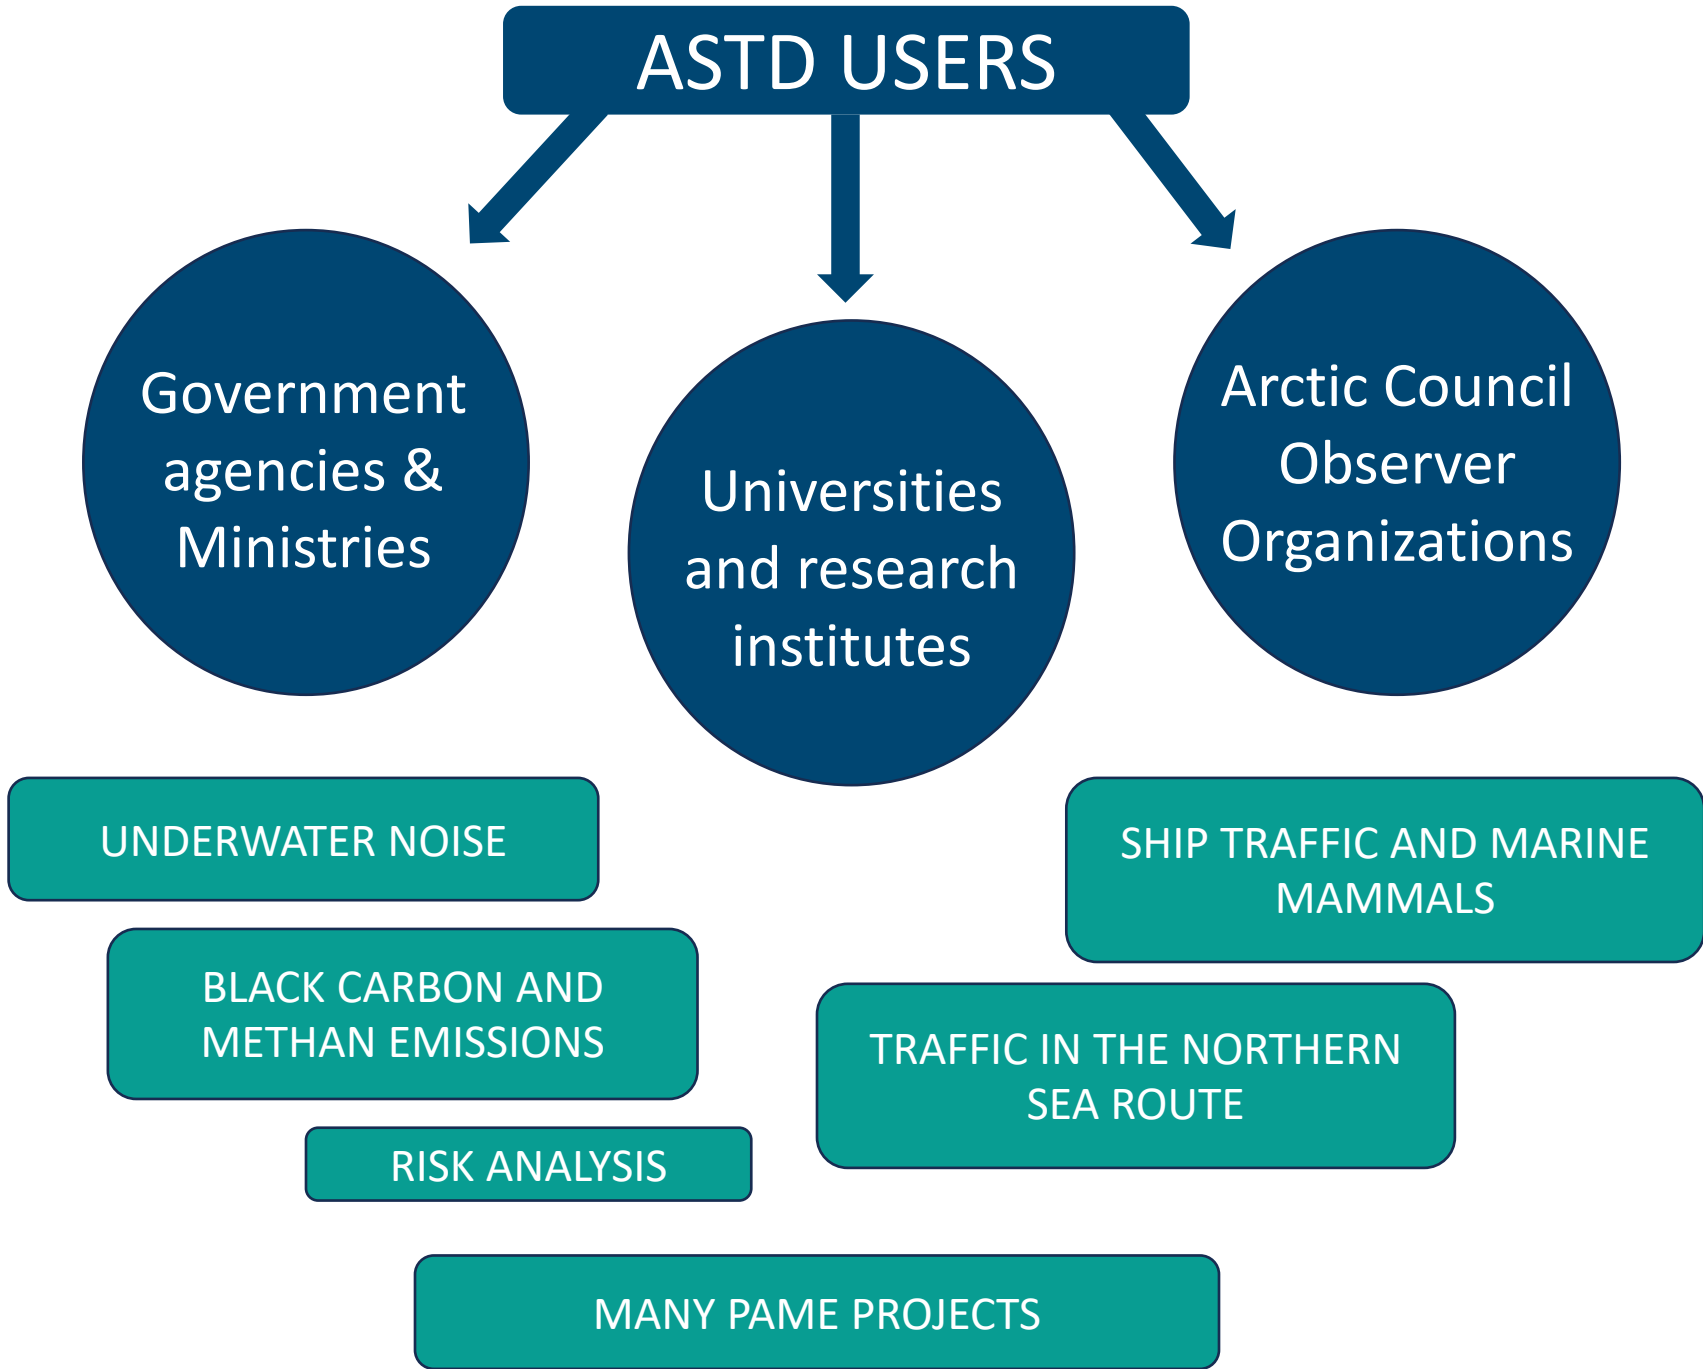 ASTD USERS
Government
agencies &
Ministries
Universities
and research
institutes
Arctic Council
Observer
Organizations
UNDERWATER NOISE
BLACK CARBON AND
METHAN EMISSIONS
RISK ANALYSIS
SHIP TRAFFIC AND MARINE
MAMMALS
TRAFFIC IN THE NORTHERN
SEA ROUTE
MANY PAME PROJECTS